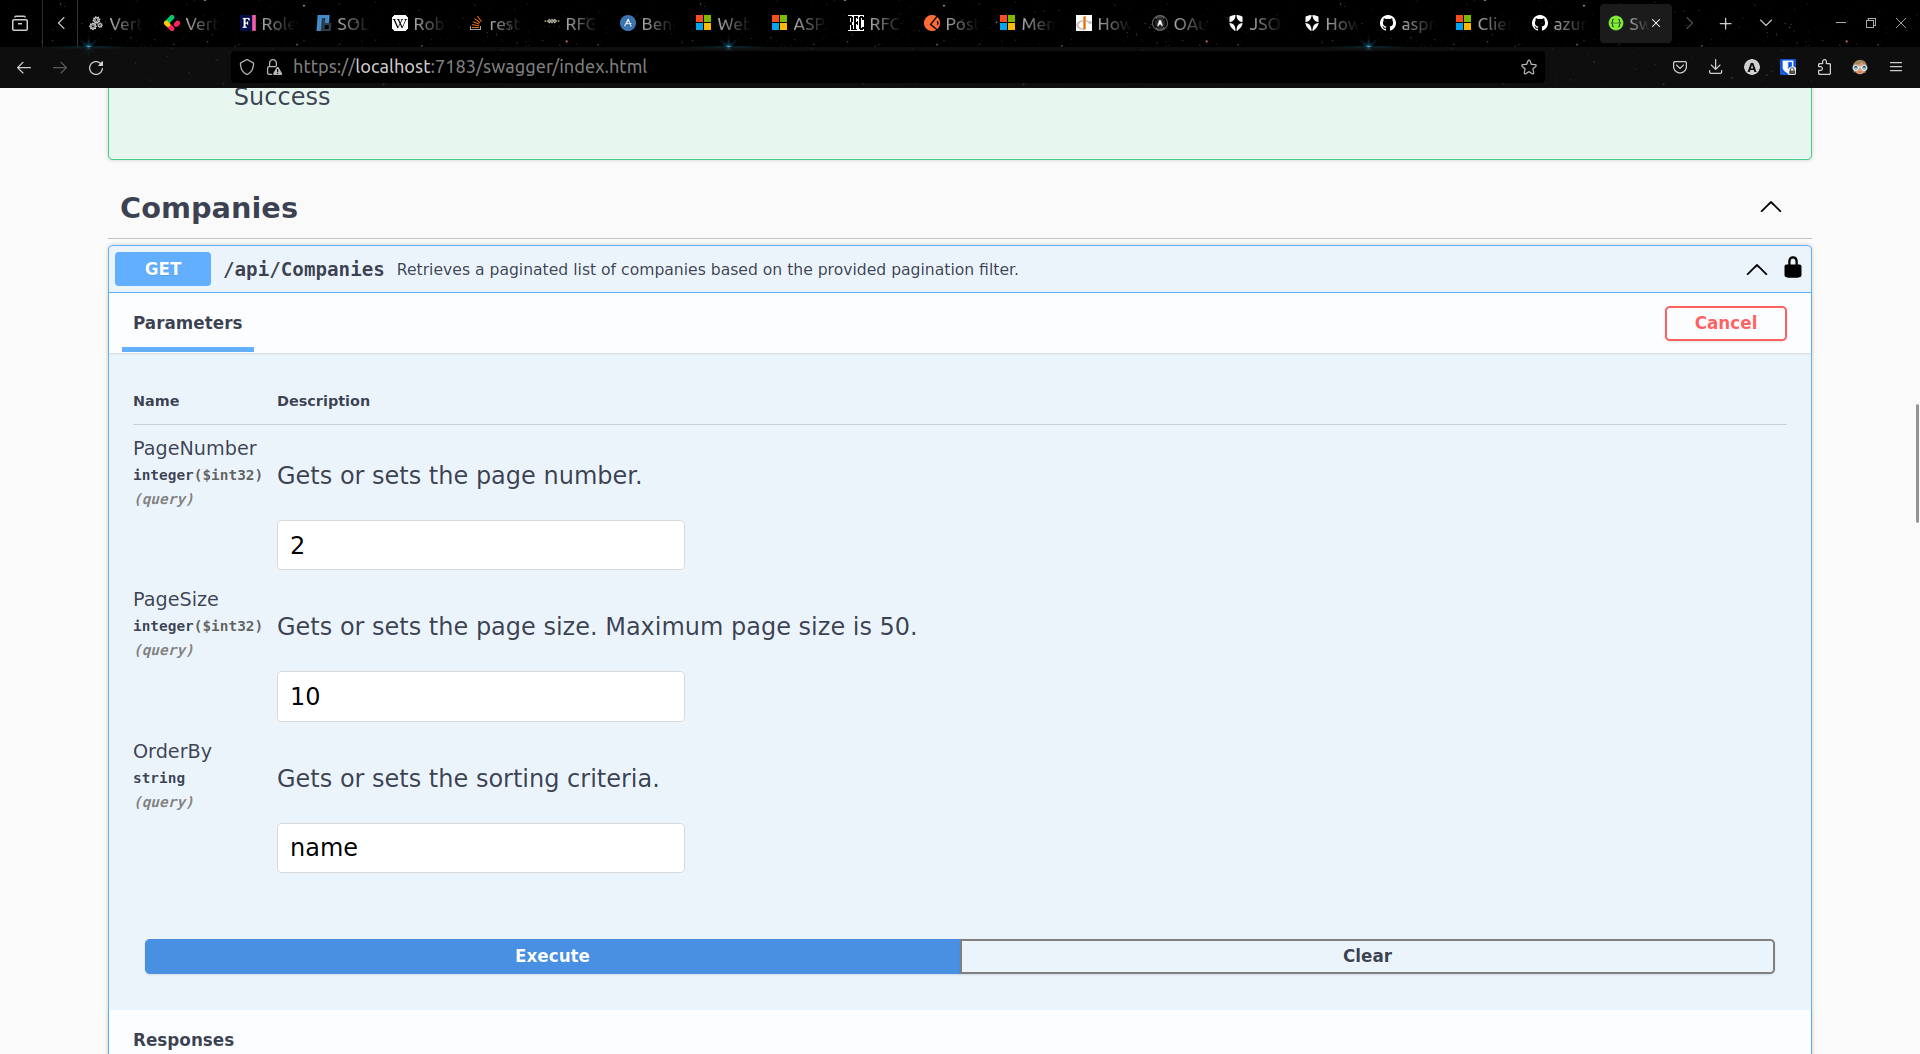 Vert
Vert
Role
SOL
Rob
rest
RFC
Ben
Wet
ASP
RFC
Pos
Mer
How
OAu
JSO
How
asp
Clie
azur
Sw
https://localhost:7183/swagger/index.html
Success
Companies
GET /api/Companies Retrieves a paginated list of companies based on the provided pagination filter.
Parameters
Cancel
Name Description
PageNumber
integer($int32)
(query)
Gets or sets the page number.
2
PageSize
integer($int32)
(query)
Gets or sets the page size. Maximum page size is 50.
10
OrderBy
string
(query)
Gets or sets the sorting criteria.
name
Execute Clear
Responses